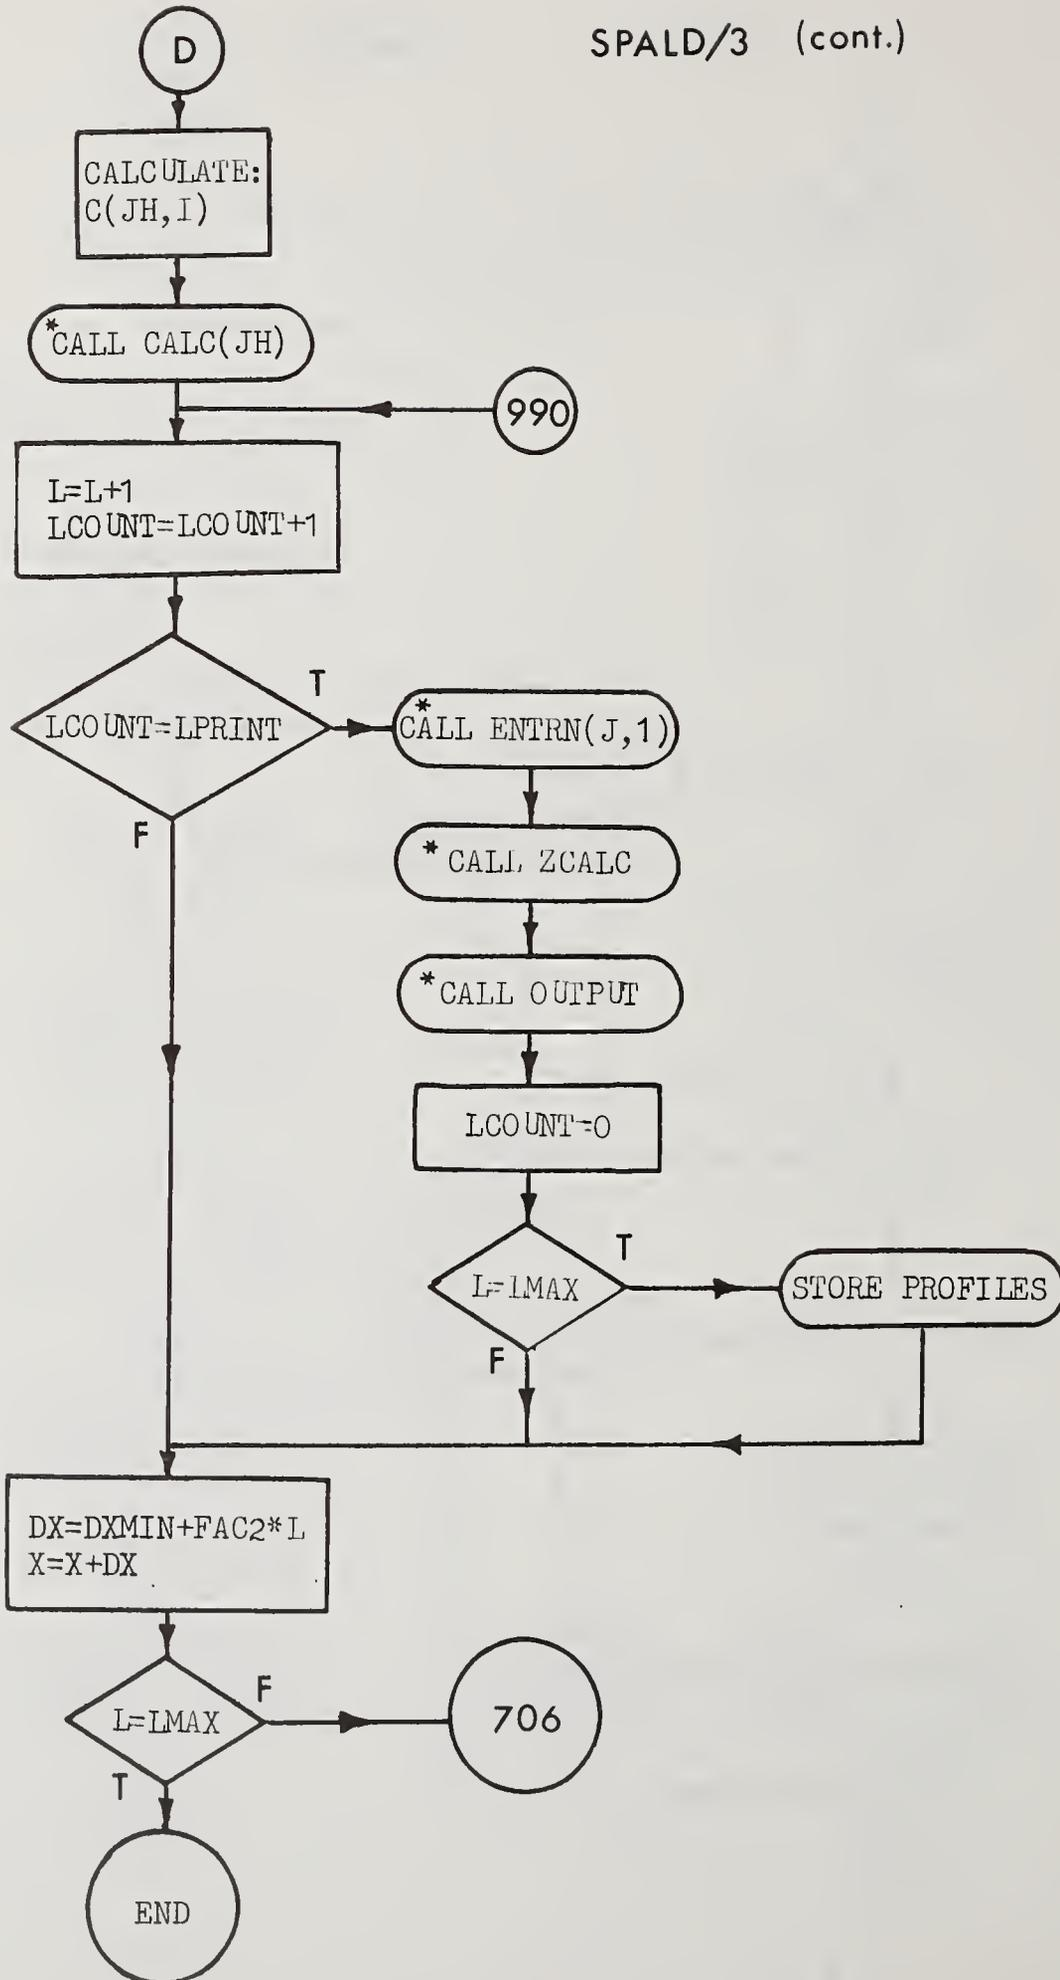 SPALD/3 (cont.)
D
CALCULATE:
C(JH,I)
*CALL CALC(JH)
990
L=L+1
LCOUNT=LCOUNT+1
LCOUNT=LPRINT
T
F
*CALL ENTRN(J,1)
*CALL ZCALC
*CALL OUTPUT
LCOUNT=0
L=LMAX
T
F
STORE PROFILES
DX=DXMIN+FAC2*L
X=X+DX
L=LMAX
F
T
706
END